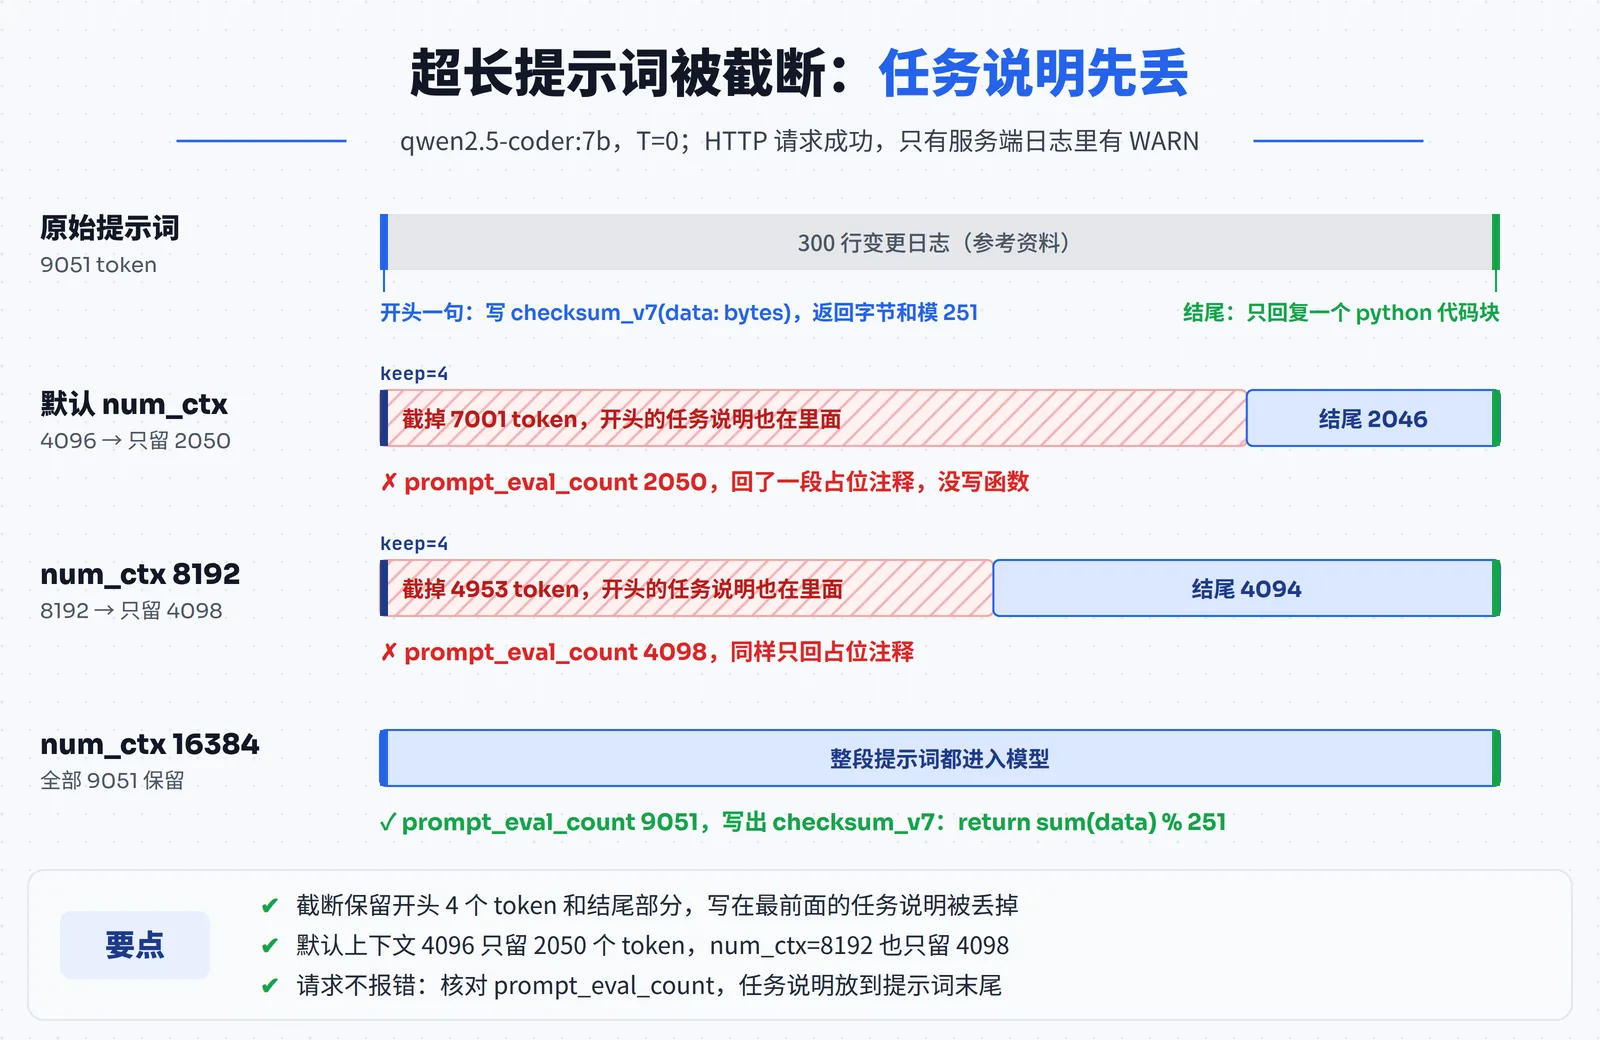 超长提示词被截断：任务说明先丢
qwen2.5-coder:7b，T=0；HTTP 请求成功，只有服务端日志里有 WARN
原始提示词
9051 token
300 行变更日志（参考资料）
开头一句：写 checksum_v7(data: bytes)，返回字节和模 251
结尾：只回复一个 python 代码块
默认 num_ctx
4096 → 只留 2050
keep=4
截掉 7001 token，开头的任务说明也在里面
结尾 2046
✗ prompt_eval_count 2050，回了一段占位注释，没写函数
num_ctx 8192
8192 → 只留 4098
keep=4
截掉 4953 token，开头的任务说明也在里面
结尾 4094
✗ prompt_eval_count 4098，同样只回占位注释
num_ctx 16384
全部 9051 保留
整段提示词都进入模型
✓ prompt_eval_count 9051，写出 checksum_v7：return sum(data) % 251
要点
✔ 截断保留开头 4 个 token 和结尾部分，写在最前面的任务说明被丢掉
✔ 默认上下文 4096 只留 2050 个 token，num_ctx=8192 也只留 4098
✔ 请求不报错：核对 prompt_eval_count，任务说明放到提示词末尾